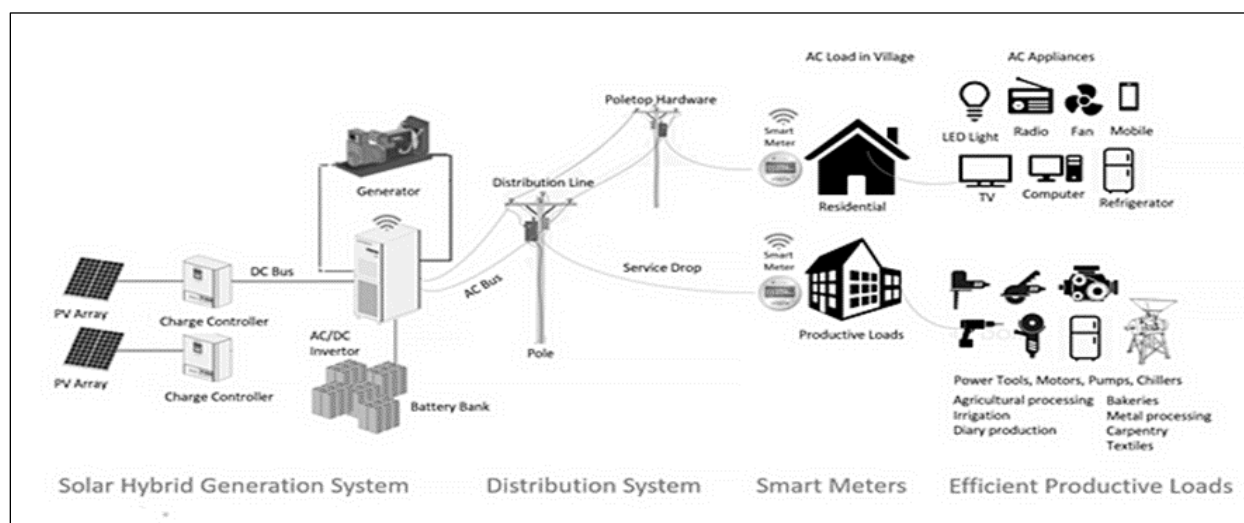 AC Load in Village
AC Appliances
Poletop Hardware
Smart
Meter
LED Light
Radio
Fan
Mobile
Generator
Distribution Line
Residential
TV
Computer
Refrigerator
DC Bus
AC Bus
Service Drop
Smart
Meter
PV Array
Charge Controller
AC/DC
Invertor
Pole
Productive Loads
PV Array
Charge Controller
Battery Bank
Power Tools, Motors, Pumps, Chillers
Agricultural processing
Irrigation
Diary production
Bakeries
Metal processing
Carpentry
Textiles
Solar Hybrid Generation System
Distribution System
Smart Meters
Efficient Productive Loads